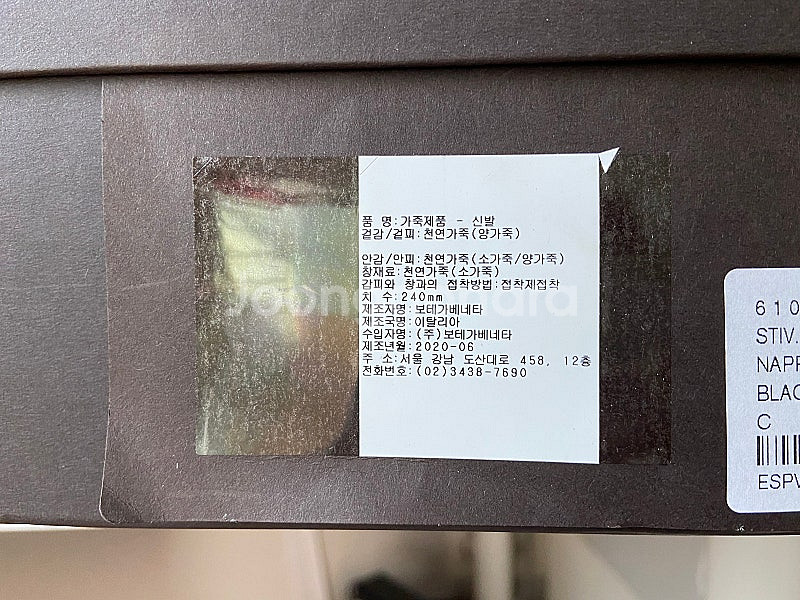 품 명:가죽제품 - 신발
겉감/겉피:천연가죽(양가죽)
안감/안피:천연가죽(소가죽/양가죽)
창재료:천연가죽(소가죽)
갑피와 창과의 접착방법:접착제접착
치 수:240mm
제조자명:보테가베네타
제조국명:이탈리아
수입자명:(주)보테가베네타
제조년월:2020-06
주 소:서울 강남 도산대로 458, 12층
전화번호:(02)3438-7690
610
STIV.
NAPP
BLAC
C
ESPV